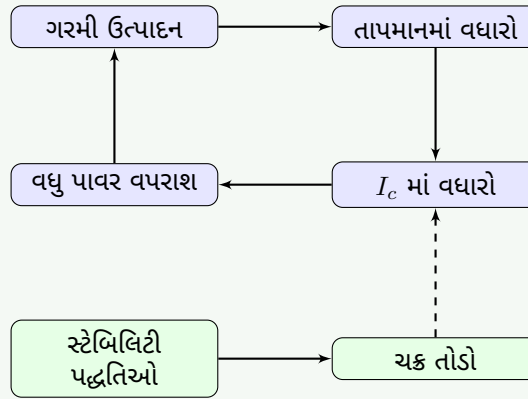 ગરમી ઉત્પાદન
તાપમાનમાં વધારો
વધુ પાવર વપરાશ
I_c માં વધારો
સ્ટેબિલિટી
પદ્ધતિઓ
ચક્ર તોડો